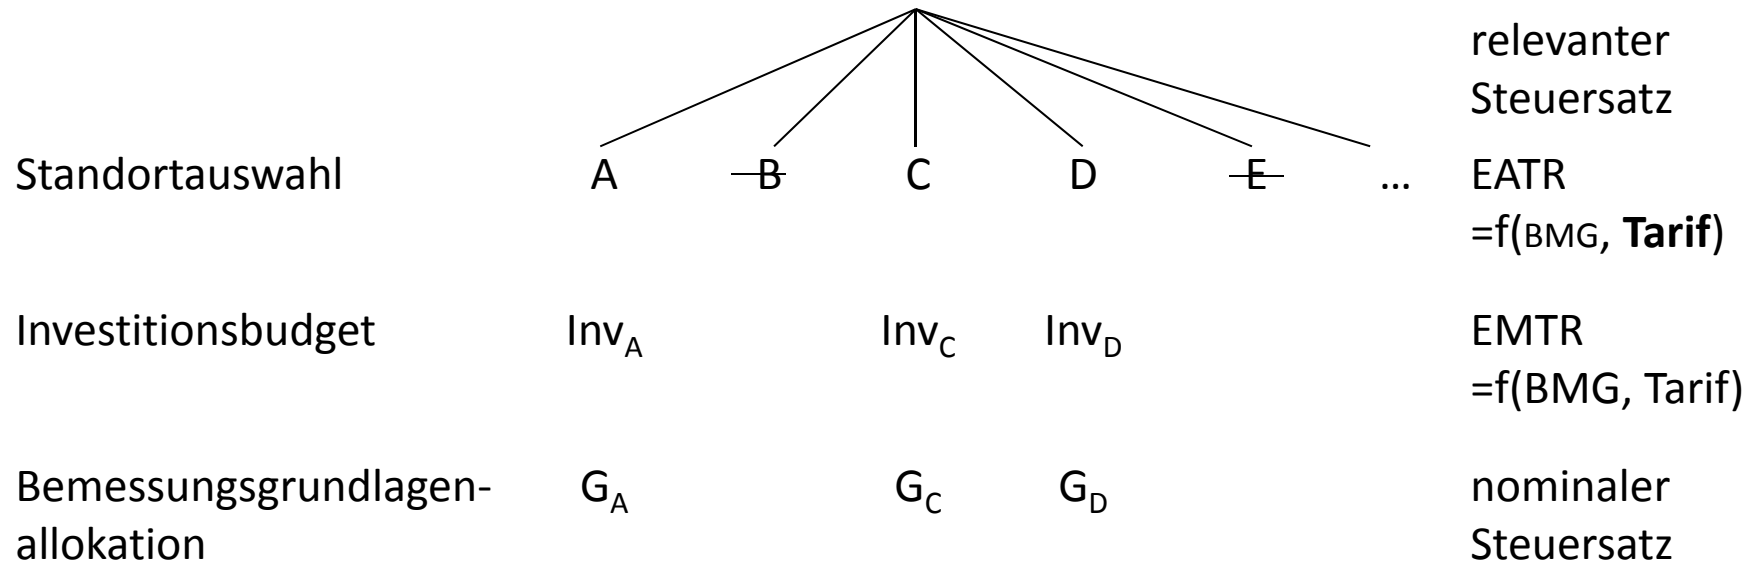 relevanter
Steuersatz
Standortauswahl A B C D E ... EATR
=f(BMG, Tarif)
Investitionsbudget Inv_A Inv_C Inv_D EMTR
=f(BMG, Tarif)
Bemessungsgrundlagen- G_A G_C G_D nominaler
allokation Steuersatz